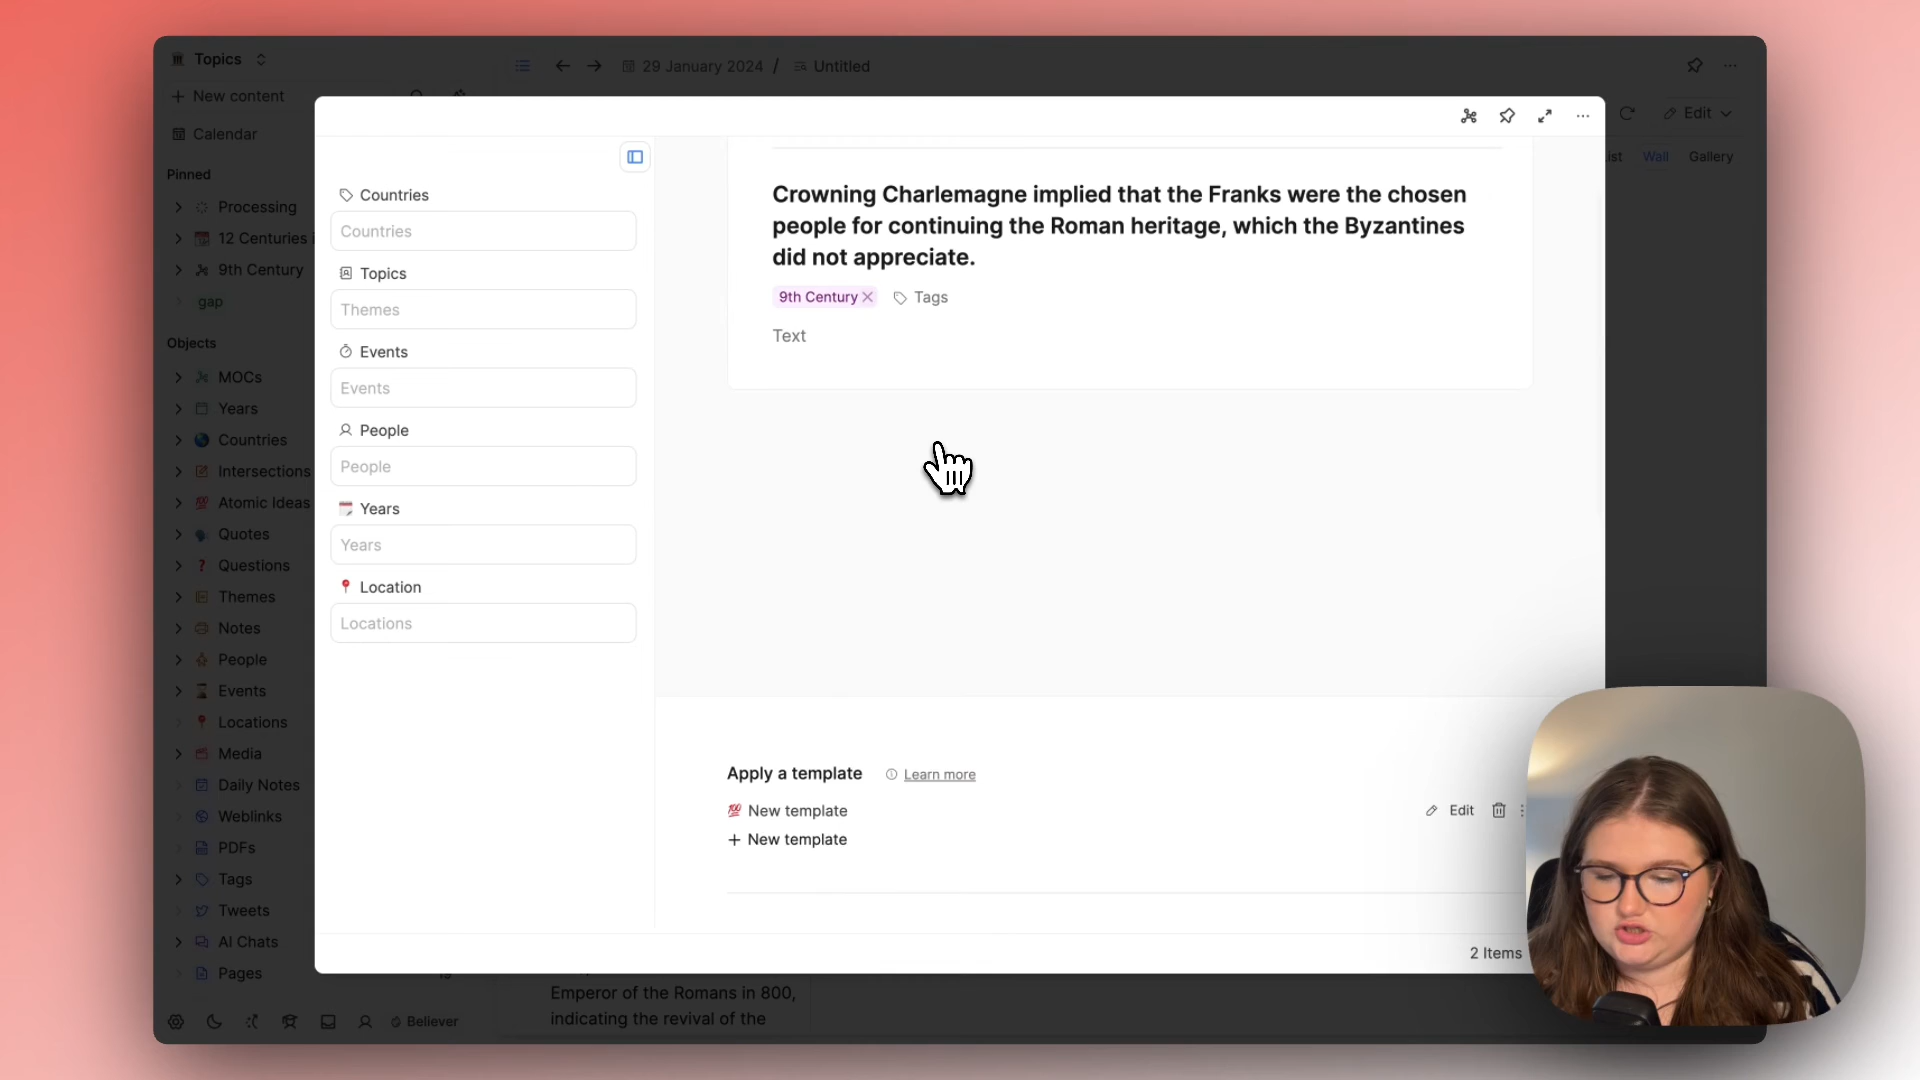 Topics
29 January 2024 / Untitled
New content
Calendar
Edit
Wall
Gallery
Pinned
Processing
12 Centuries
9th Century
gap
Objects
MOCs
Years
Countries
Intersections
Atomic Ideas
Quotes
Questions
Themes
Notes
People
Events
Locations
Media
Daily Notes
Weblinks
PDFs
Tags
Tweets
AI Chats
Pages
Believer
Countries
Countries
Topics
Themes
Events
Events
People
People
Years
Years
Location
Locations
Crowning Charlemagne implied that the Franks were the chosen
people for continuing the Roman heritage, which the Byzantines
did not appreciate.
9th Century
Tags
Text
Apply a template
Learn more
💯 New template
Edit
+ New template
2 Items
Emperor of the Romans in 800,
indicating the revival of the